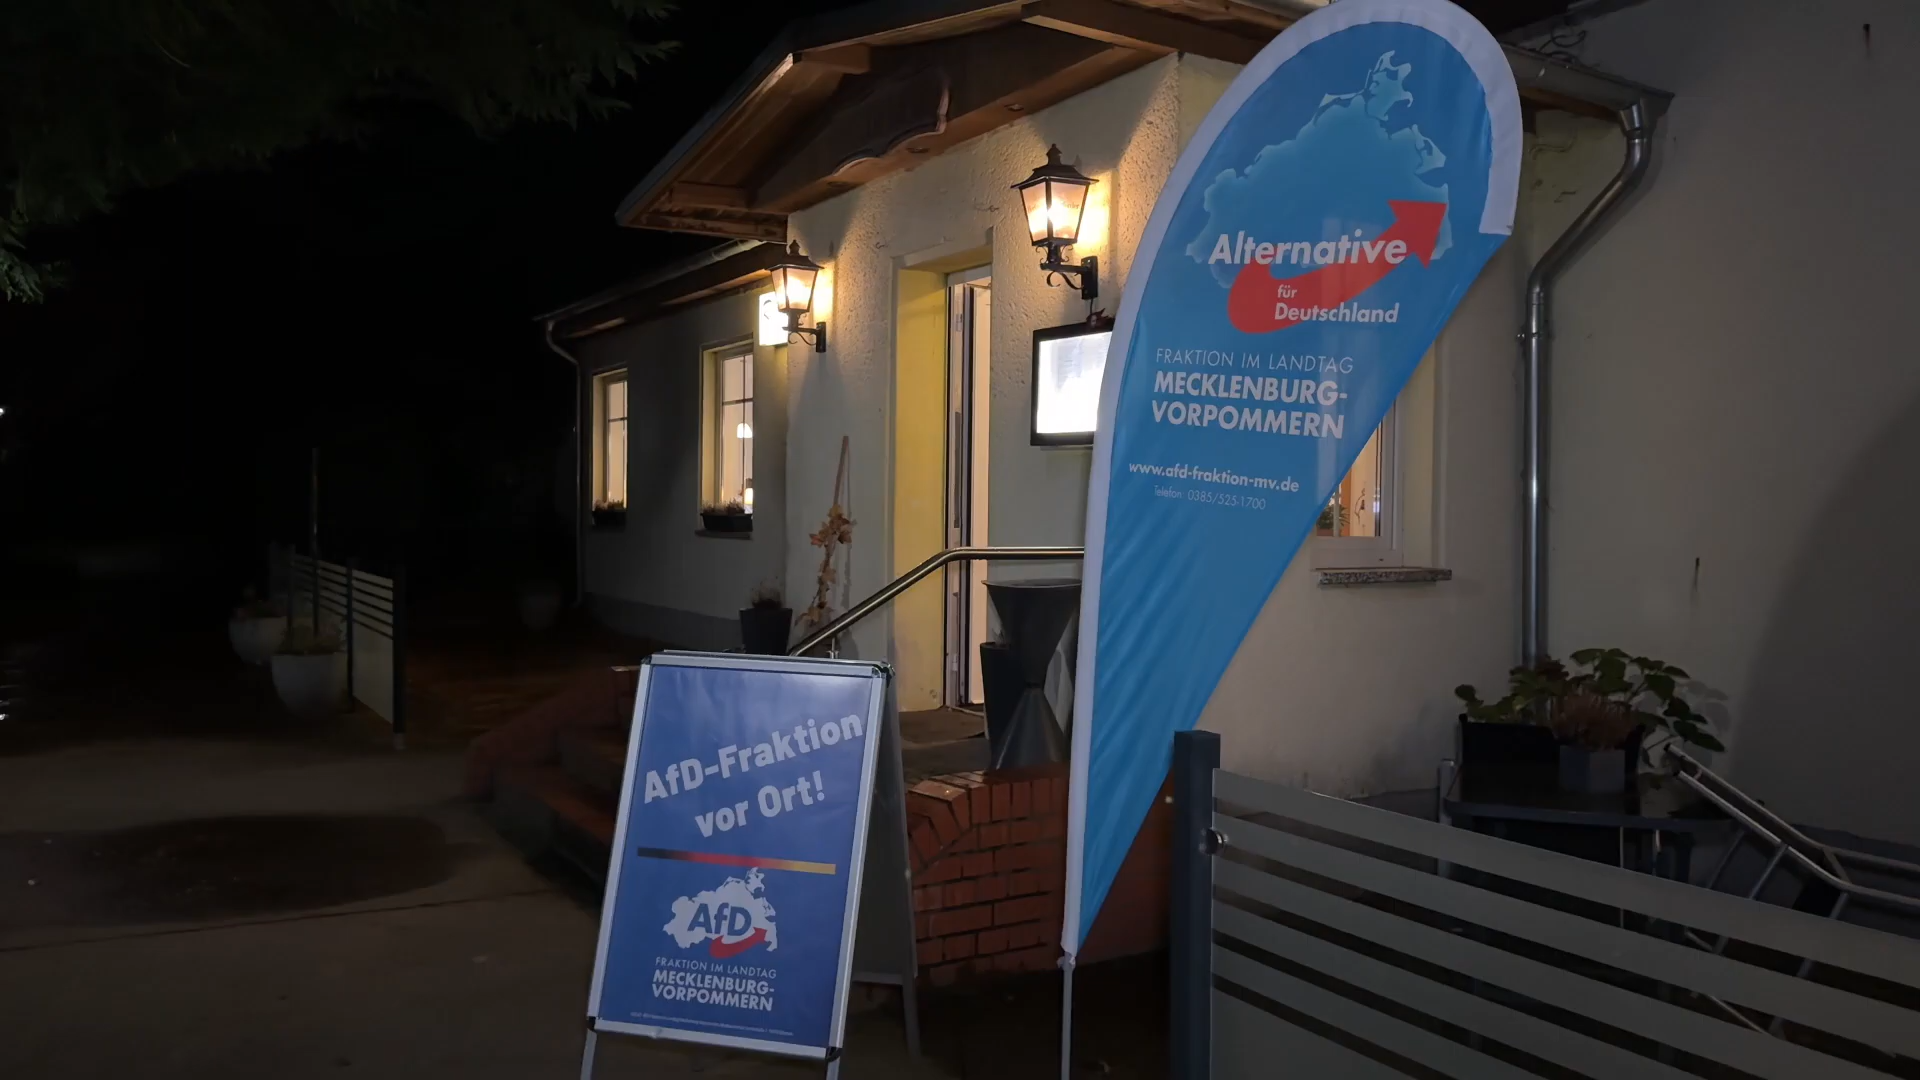 Alternative
für
Deutschland
FRAKTION IM LANDTAG
MECKLENBURG-
VORPOMMERN
www.afd-fraktion-mv.de
Telefon: 0385/525-1700
AfD-Fraktion
vor Ort!
AfD
FRAKTION IM LANDTAG
MECKLENBURG-
VORPOMMERN